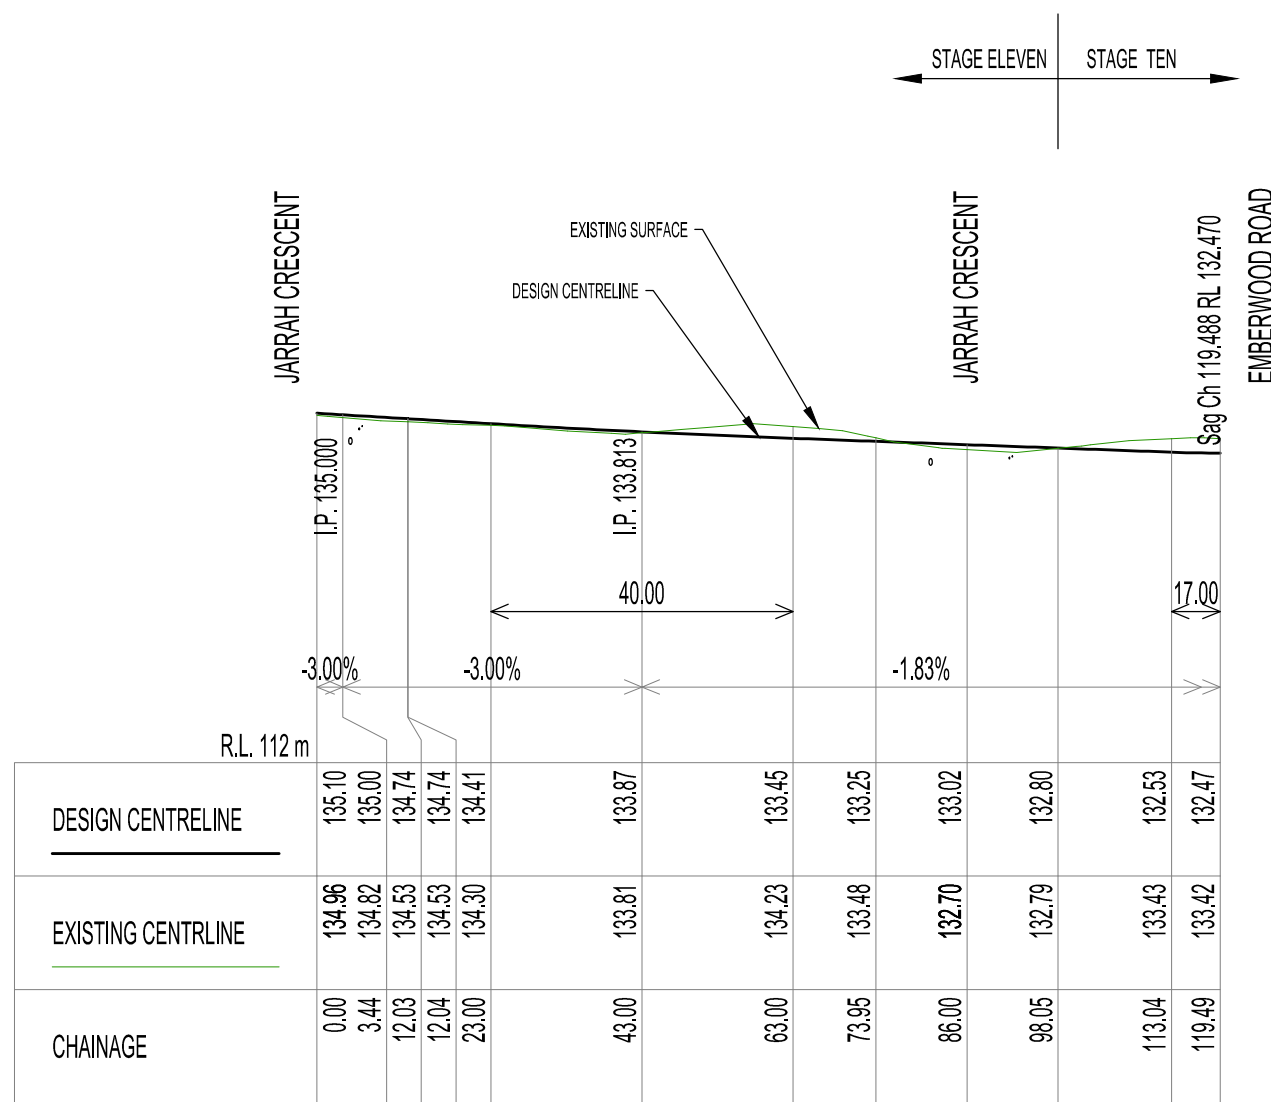 STAGE ELEVEN
STAGE TEN
JARRAH CRESCENT
EXISTING SURFACE
DESIGN CENTRELINE
JARRAH CRESCENT
Sag Ch 119.488 RL 132.470
EMBERWOOD ROAD
I.P. 135.000
I.P. 133.813
40.00
17.00
-3.00%
-3.00%
-1.83%
R.L. 112 m
DESIGN CENTRELINE
135.10
135.00
134.74
134.74
134.41
133.87
133.45
133.25
133.02
132.80
132.53
132.47
EXISTING CENTRLINE
134.96
134.82
134.53
134.53
134.30
133.81
134.23
133.48
132.70
132.79
133.43
133.42
CHAINAGE
0.00
3.44
12.03
12.04
23.00
43.00
63.00
73.95
86.00
98.05
113.04
119.49